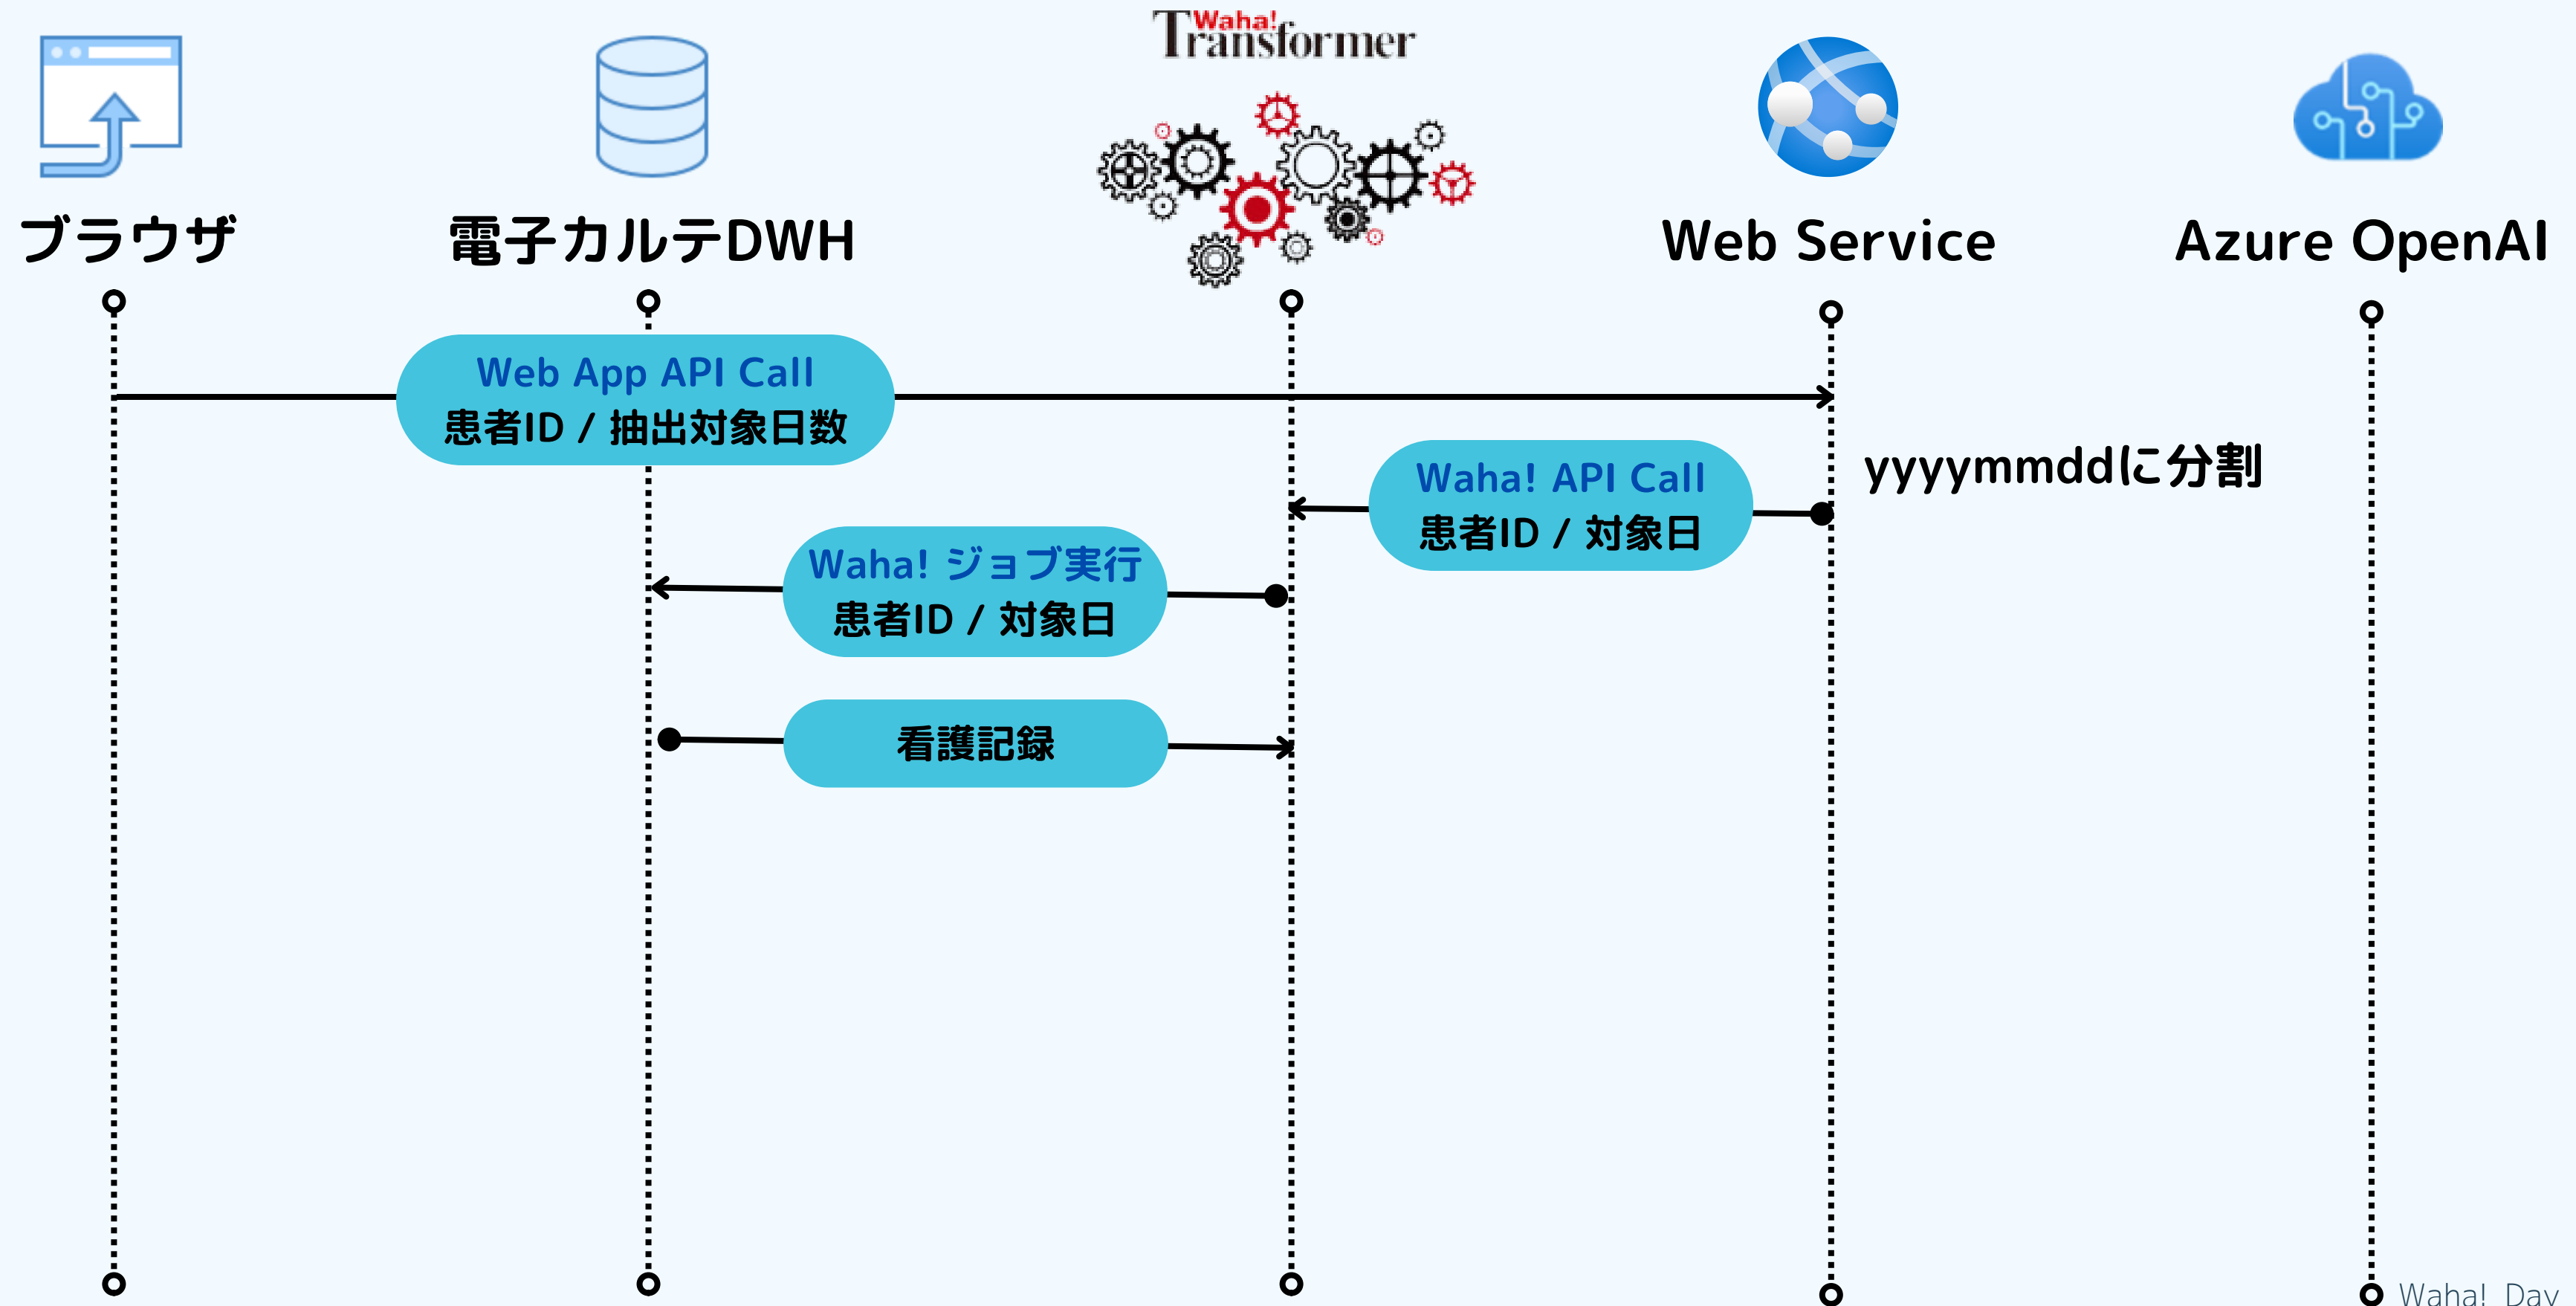 Waha!
Transformer
ブラウザ
電子カルテDWH
Web Service
Azure OpenAI
Web App API Call
患者ID / 抽出対象日数
yyyymmddに分割
Waha! API Call
患者ID / 対象日
Waha! ジョブ実行
患者ID / 対象日
看護記録
Waha! Day